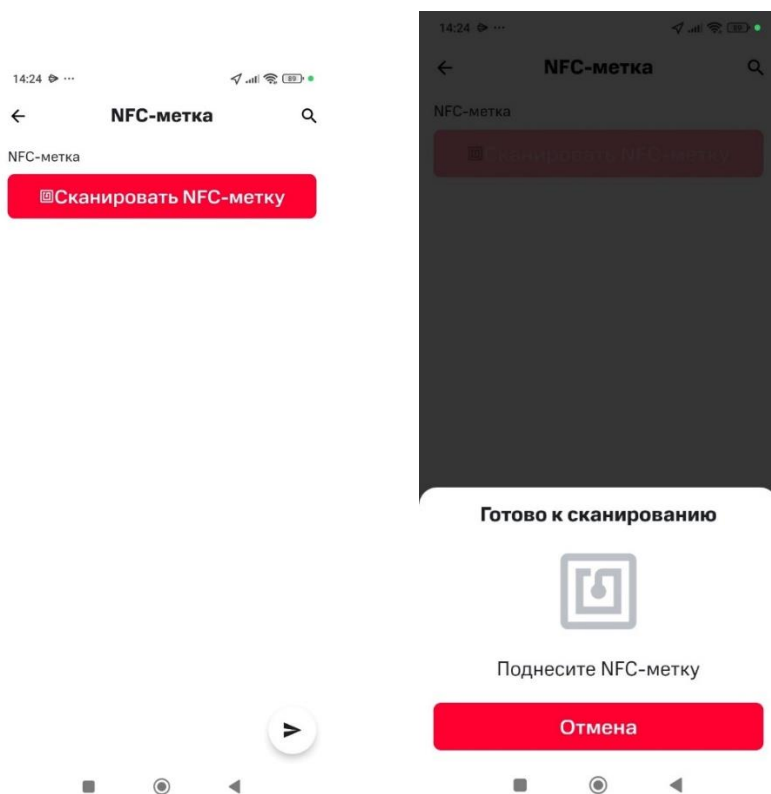 14:24
NFC-метка
NFC-метка
Сканировать NFC-метку
14:24
NFC-метка
NFC-метка
Сканировать NFC-метку
Готово к сканированию
Поднесите NFC-метку
Отмена